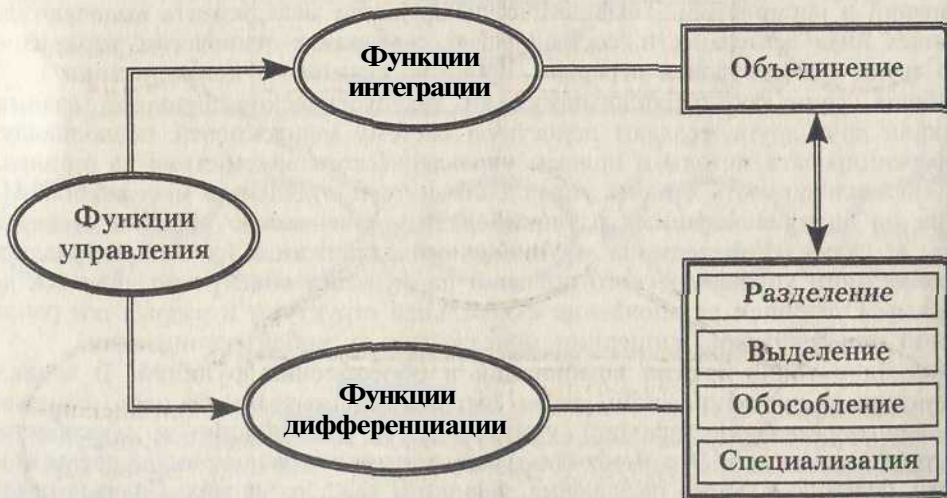 Функции
интеграции
Объединение
Функции
управления
Разделение
Выделение
Функции
дифференциации
Обособление
Специализация